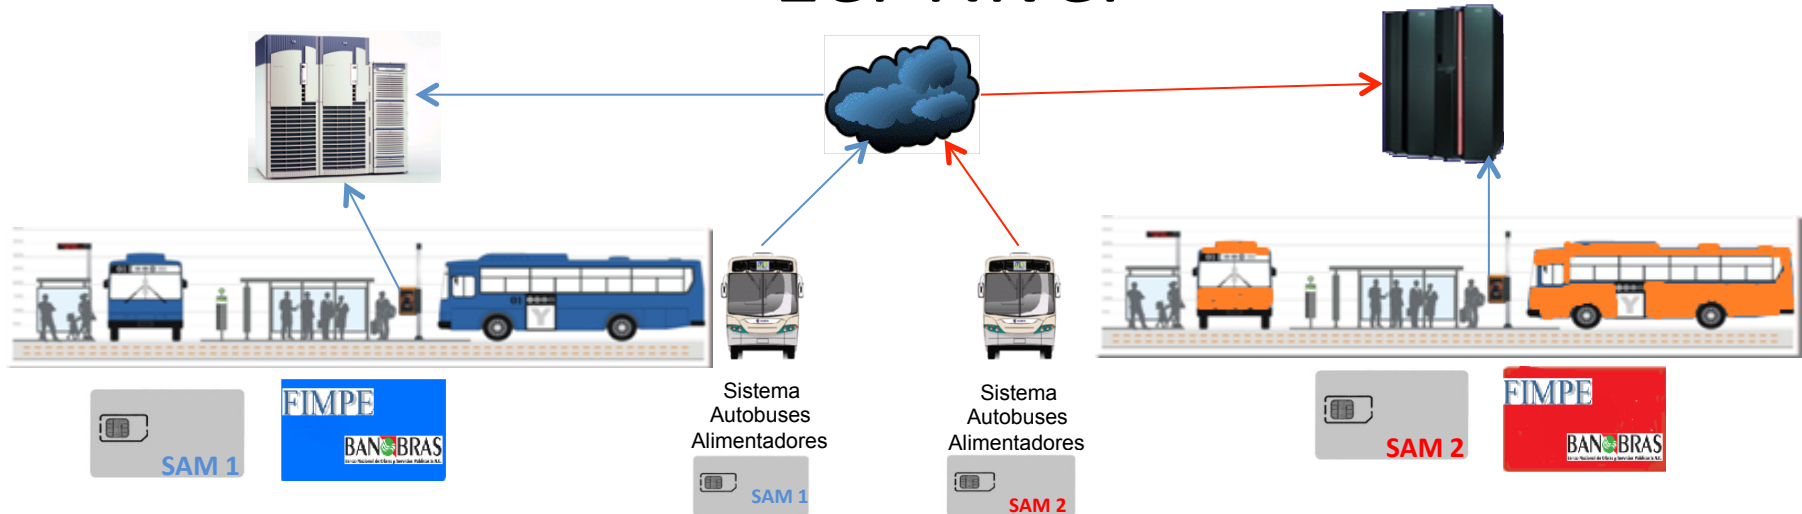 FIMPE
BANOBRAS
SAM 1
Sistema
Autobuses
Alimentadores
SAM 1
Sistema
Autobuses
Alimentadores
SAM 2
SAM 2
FIMPE
BANOBRAS